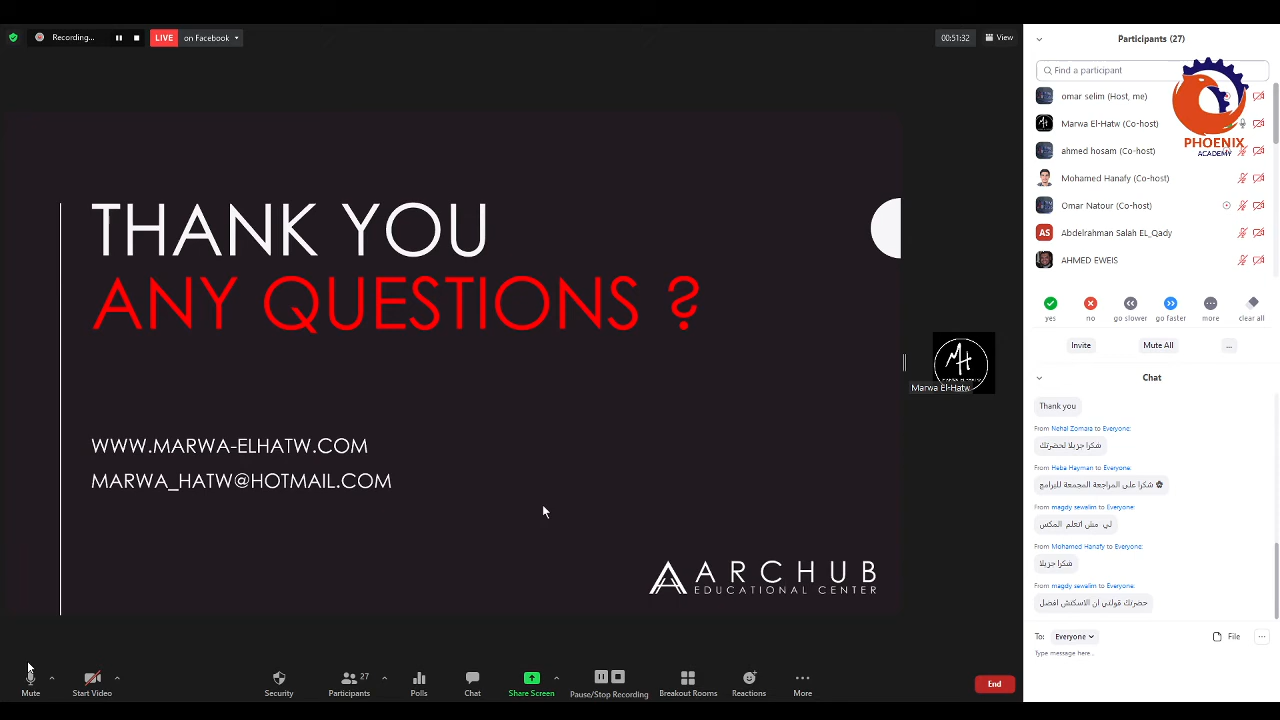 Recording...
LIVE
on Facebook
00:51:32
View
THANK YOU
ANY QUESTIONS ?
WWW.MARWA-ELHATW.COM
MARWA_HATW@HOTMAIL.COM
ARCHUB
EDUCATIONAL CENTER
Marwa El-Hatw
Participants (27)
Find a participant
omar selim (Host, me)
Marwa El-Hatw (Co-host)
ahmed hosam (Co-host)
Mohamed Hanafy (Co-host)
Omar Natour (Co-host)
AS Abdelrahman Salah EL_Qady
AHMED EWEIS
PHOENIX
ACADEMY
yes no go slower go faster more clear all
Invite Mute All ...
Chat
Thank you
From Nehal Zomara to Everyone:
شكرا جزيلا لحضرتك
From Heba Hayman to Everyone:
شكرا على المراجعة المجمعة للبرامج
From magdy sewalim to Everyone:
لي مش اتعلم المكس
From Mohamed Hanafy to Everyone:
شكرا جزيلا
From magdy sewalim to Everyone:
حضرتك قولتي ان الاسكتش افضل
To: Everyone File
Type message here...
Mute Start Video Security Participants 27 Polls Chat Share Screen Pause/Stop Recording Breakout Rooms Reactions More End